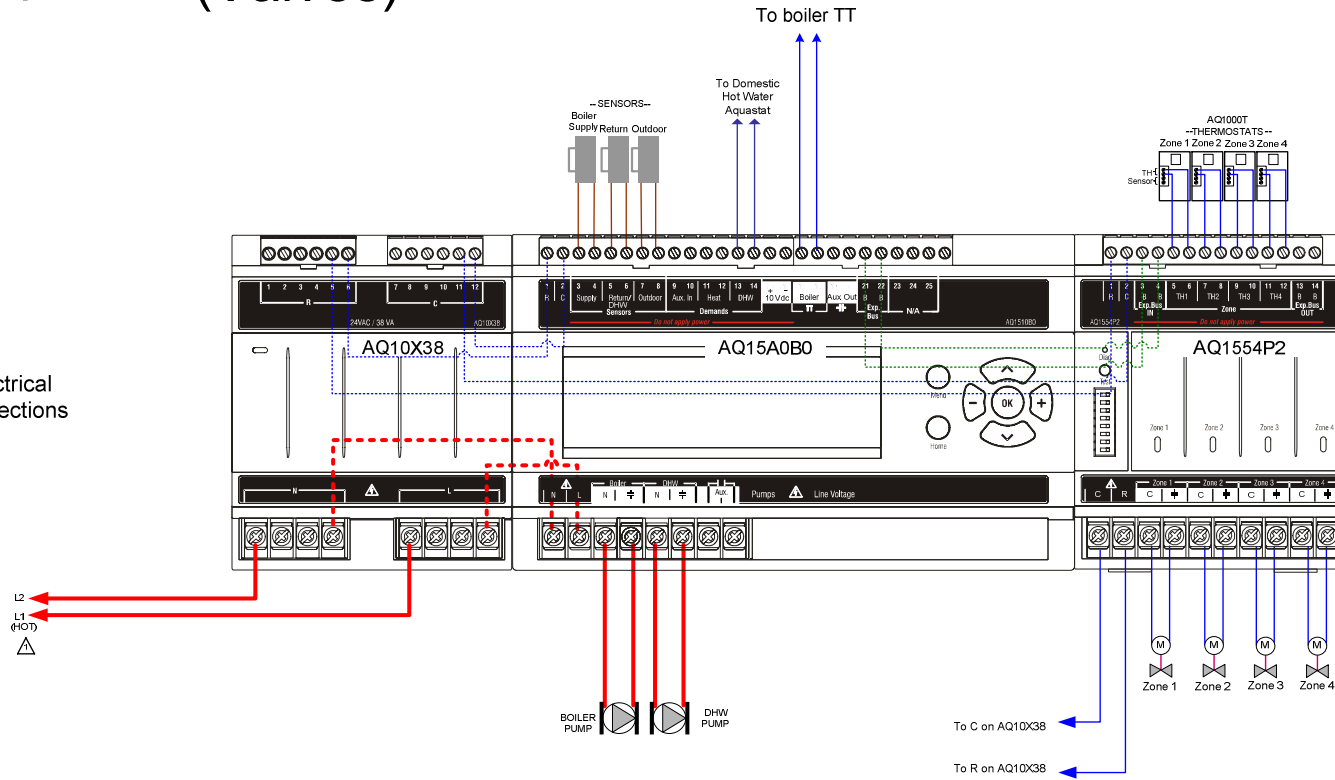 (Valves)
To boiler TT
To Domestic
Hot Water
Aquastat
-- SENSORS--
Boiler
Supply Return Outdoor
AQ1000T
--THERMOSTATS--
Zone 1 Zone 2 Zone 3 Zone 4
TH
Sensor
1 2 3 4 5 6 7 8 9 10 11 12
R C
24VAC / 38 VA AQ10X38
1 2 3 4 5 6 7 8 9 10 11 12 13 14 + - 21 22 23 24 25
R C Supply Return/ DHW Outdoor Aux. In Heat DHW 10 Vdc Boiler Aux Out B B N/A
Sensors Demands TT Exp. Bus
Do not apply power AQ1510B0
1 2 3 4 5 6 7 8 9 10 11 12 13 14
R C B B TH1 TH2 TH3 TH4 B B
Exp.Bus IN Zone Exp.Bus OUT
AQ1554P2 Do not apply power
AQ10X38
AQ15A0B0
AQ1554P2
Menu
Home
OK
- +
Zone 1 Zone 2 Zone 3 Zone 4
ctrical
ections
N L
N L Boiler N DHW N Aux. Pumps Line Voltage
C R Zone 1 C Zone 2 C Zone 3 C Zone 4 C
L2
L1
(HOT)
1
M M M M
Zone 1 Zone 2 Zone 3 Zone 4
BOILER
PUMP
DHW
PUMP
To C on AQ10X38
To R on AQ10X38